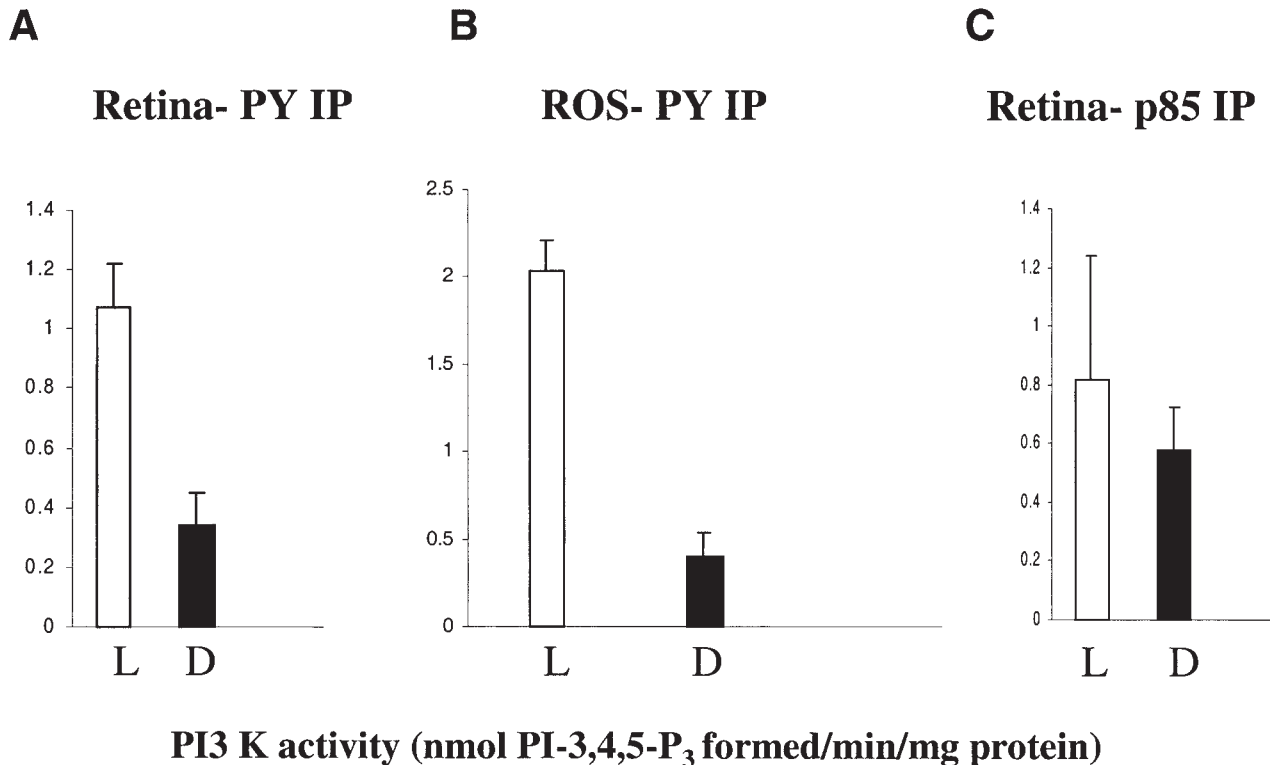 A
B
C
Retina- PY IP
ROS- PY IP
Retina- p85 IP
1.4
1.2
1
0.8
0.6
0.4
0.2
0
L D
2.5
2
1.5
1
0.5
0
L D
1.4
1.2
1
0.8
0.6
0.4
0.2
0
L D
PI3 K activity (nmol PI-3,4,5-P3 formed/min/mg protein)